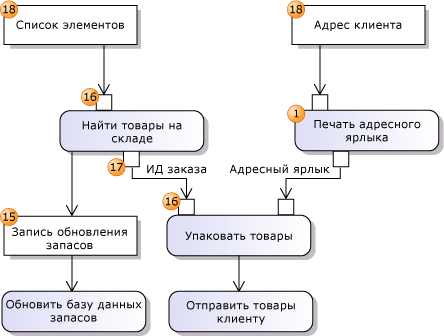 18
Список элементов
18
Адрес клиента
16
Найти товары на
складе
1
Печать адресного
ярлыка
17
ИД заказа
Адресный ярлык
15
Запись обновления
запасов
16
Упаковать товары
Обновить базу данных
запасов
Отправить товары
клиенту